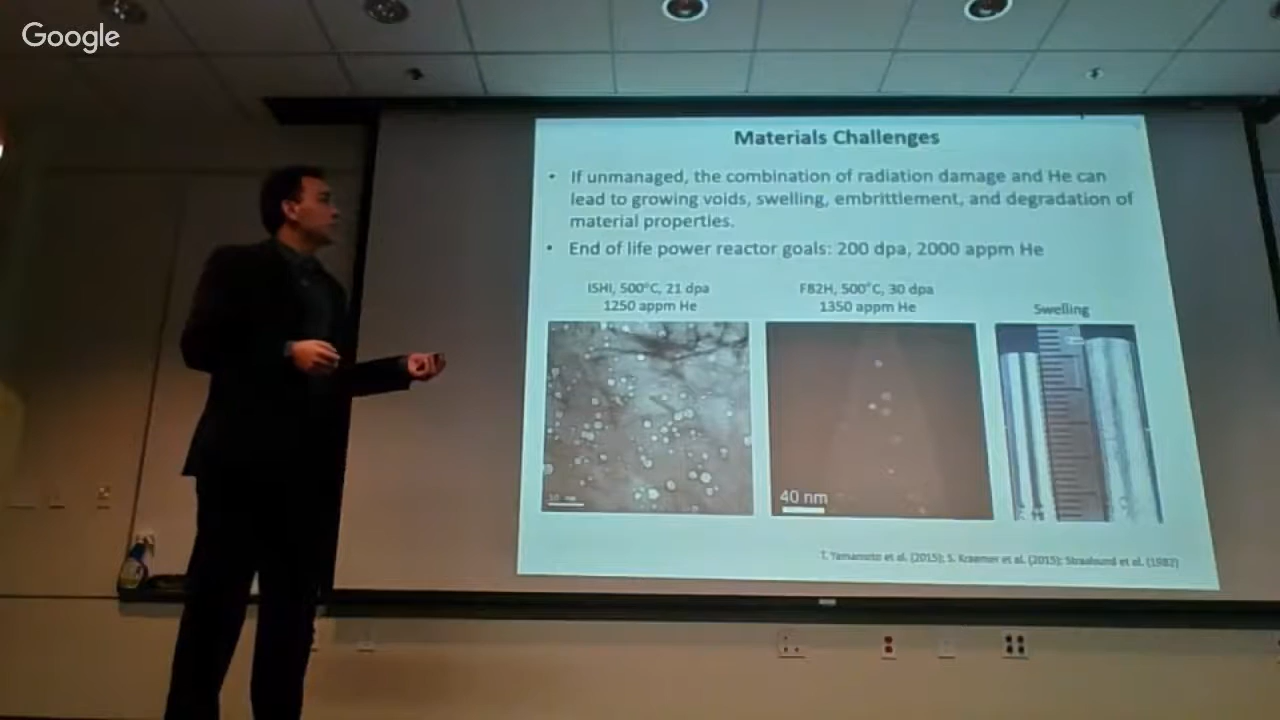 Google
Materials Challenges
• If unmanaged, the combination of radiation damage and He can
lead to growing voids, swelling, embrittlement, and degradation of
material properties.
• End of life power reactor goals: 200 dpa, 2000 appm He
ISHI, 500°C, 21 dpa
1250 appm He
F82H, 500°C, 30 dpa
1350 appm He
Swelling
nm
40 nm
T. Yamamoto et al. (2015); S. Kraemer et al. (2015); Straalsund et al. (1982)